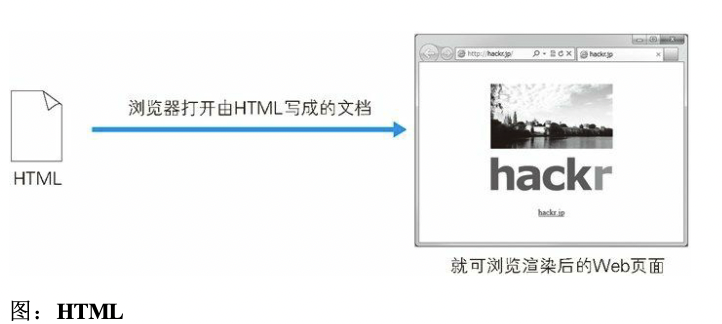 浏览器打开由HTML写成的文档
HTML
http://hackr.jp/
hackr.jp
hackr
hackr.jp
就可浏览渲染后的Web页面
图：HTML